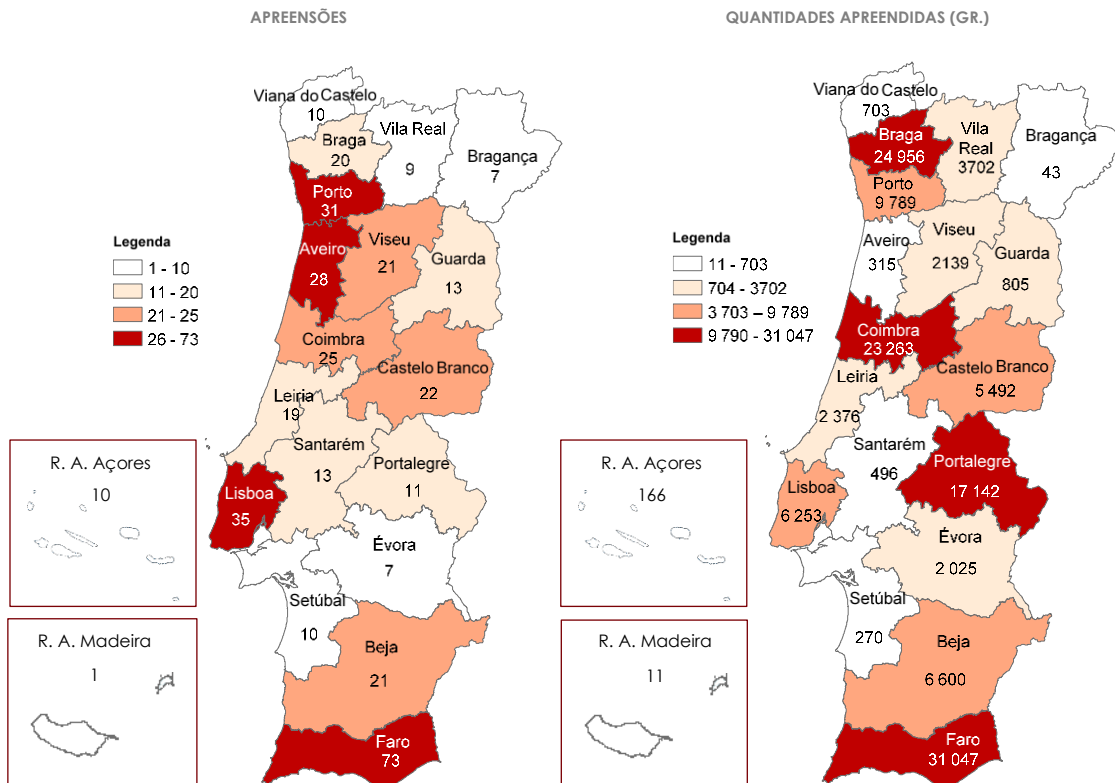 APREENSÕES
Viana do Castelo
10
Braga
20
Vila Real
9
Bragança
7
Porto
31
Aveiro
28
Viseu
21
Guarda
13
Legenda
1 - 10
11 - 20
21 - 25
26 - 73
Coimbra
25
Castelo Branco
22
Leiria
19
Santarém
13
Portalegre
11
Lisboa
35
R. A. Açores
10
Évora
7
Setúbal
10
R. A. Madeira
1
Beja
21
Faro
73
QUANTIDADES APREENDIDAS (GR.)
Viana do Castelo
703
Braga
24 956
Vila
Real
3702
Bragança
43
Porto
9 789
Aveiro
315
Viseu
2139
Guarda
805
Legenda
11 - 703
704 - 3702
3 703 – 9 789
9 790 - 31 047
Coimbra
23 263
Castelo Branco
5 492
Leiria
2 376
Santarém
496
Portalegre
17 142
Lisboa
6 253
R. A. Açores
166
Évora
2 025
Setúbal
270
R. A. Madeira
11
Beja
6 600
Faro
31 047